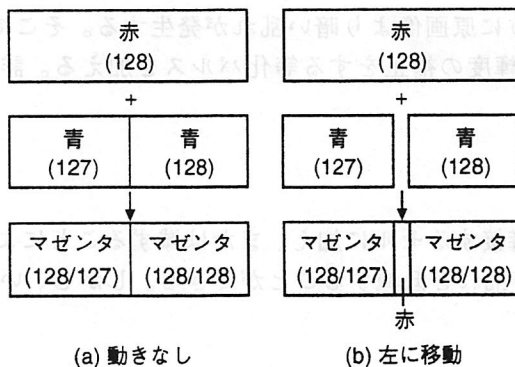 赤 赤
(128) (128)
+ +
青 青 青 青
(127) (128) (127) (128)
マゼンタ マゼンタ マゼンタ マゼンタ
(128/127) (128/128) (128/127) (128/128)
赤
(a) 動きなし (b) 左に移動